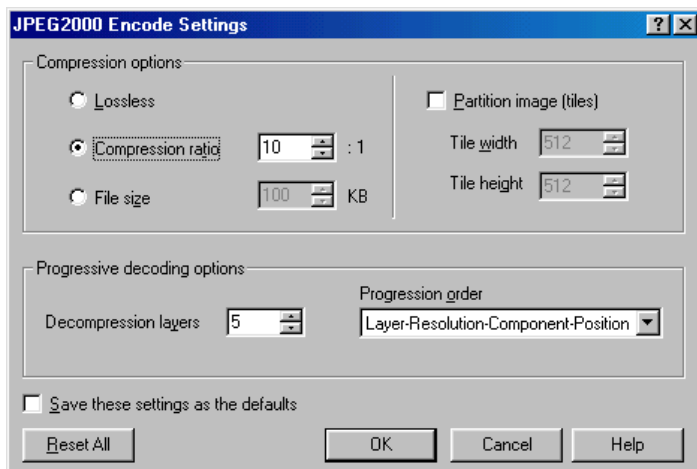 JPEG2000 Encode Settings
Compression options
Lossless
Compression ratio 10 : 1
File size 100 KB
Partition image (tiles)
Tile width 512
Tile height 512
Progressive decoding options
Decompression layers 5
Progression order
Layer-Resolution-Component-Position
Save these settings as the defaults
Reset All OK Cancel Help